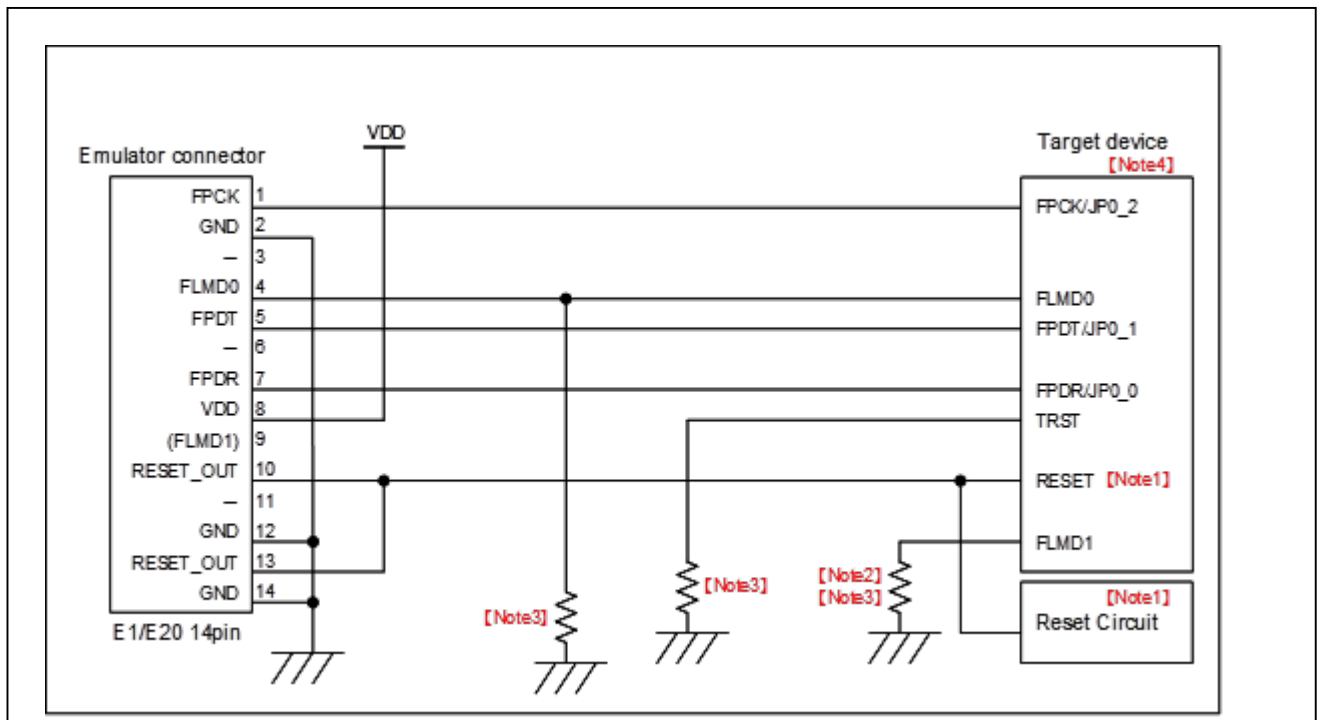 VDD
Emulator connector
FPCK 1
GND 2
– 3
FLMD0 4
FPDT 5
– 6
FPDR 7
VDD 8
(FLMD1) 9
RESET_OUT 10
– 11
GND 12
RESET_OUT 13
GND 14
E1/E20 14pin
Target device
【Note4】
FPCK/JP0_2
FLMD0
FPDT/JP0_1
FPDR/JP0_0
TRST
RESET 【Note1】
FLMD1
【Note3】
【Note3】
【Note2】
【Note3】
【Note1】
Reset Circuit